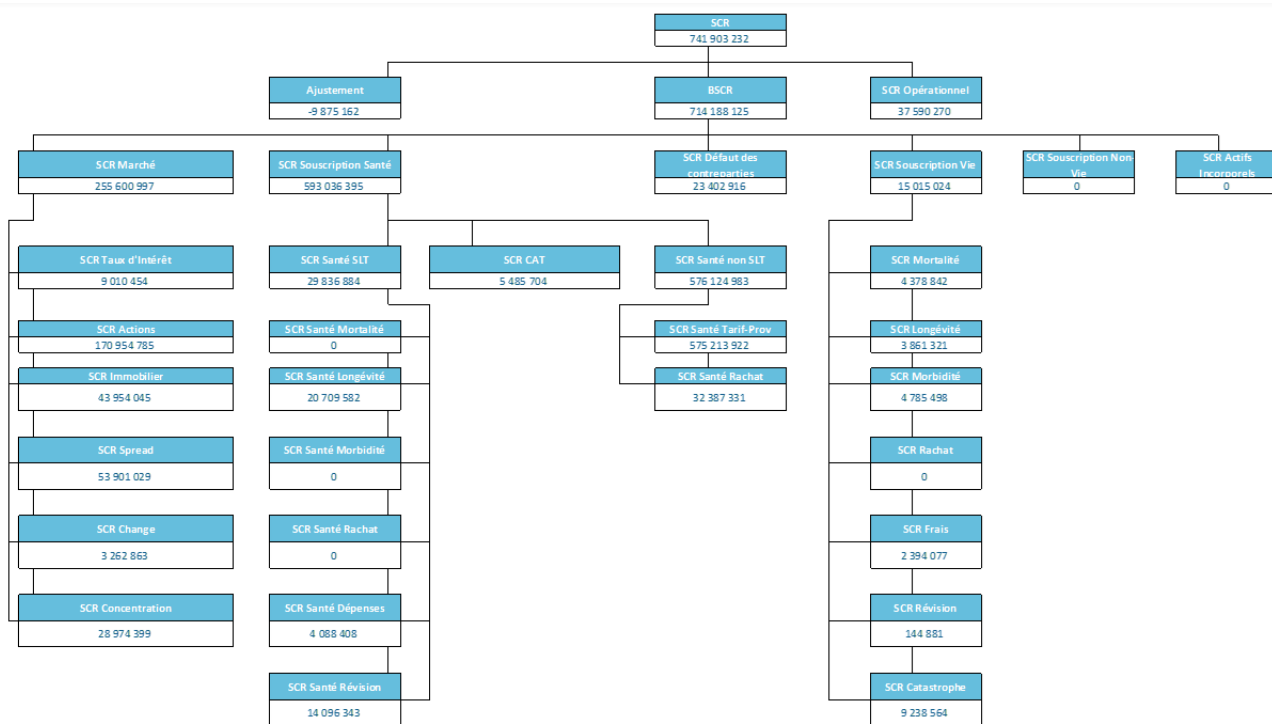 SCR
741 903 232
Ajustement
-9 875 162
BSCR
714 188 125
SCR Opérationnel
37 590 270
SCR Marché
255 600 997
SCR Souscription Santé
593 036 395
SCR Défaut des
contreparties
23 402 916
SCR Souscription Vie
15 015 024
SCR Souscription Non-
Vie
0
SCR Actifs
Incorporels
0
SCR Taux d'Intérêt
9 010 454
SCR Santé SLT
29 836 884
SCR CAT
5 485 704
SCR Santé non SLT
576 124 983
SCR Mortalité
4 378 842
SCR Actions
170 954 785
SCR Santé Mortalité
0
SCR Santé Tarif-Prov
575 213 922
SCR Longévité
3 861 321
SCR Immobilier
43 954 045
SCR Santé Longévité
20 709 582
SCR Santé Rachat
32 387 331
SCR Morbidité
4 785 498
SCR Spread
53 901 029
SCR Santé Morbidité
0
SCR Rachat
0
SCR Change
3 262 863
SCR Santé Rachat
0
SCR Frais
2 394 077
SCR Concentration
28 974 399
SCR Santé Dépenses
4 088 408
SCR Révision
144 881
SCR Santé Révision
14 096 343
SCR Catastrophe
9 238 564